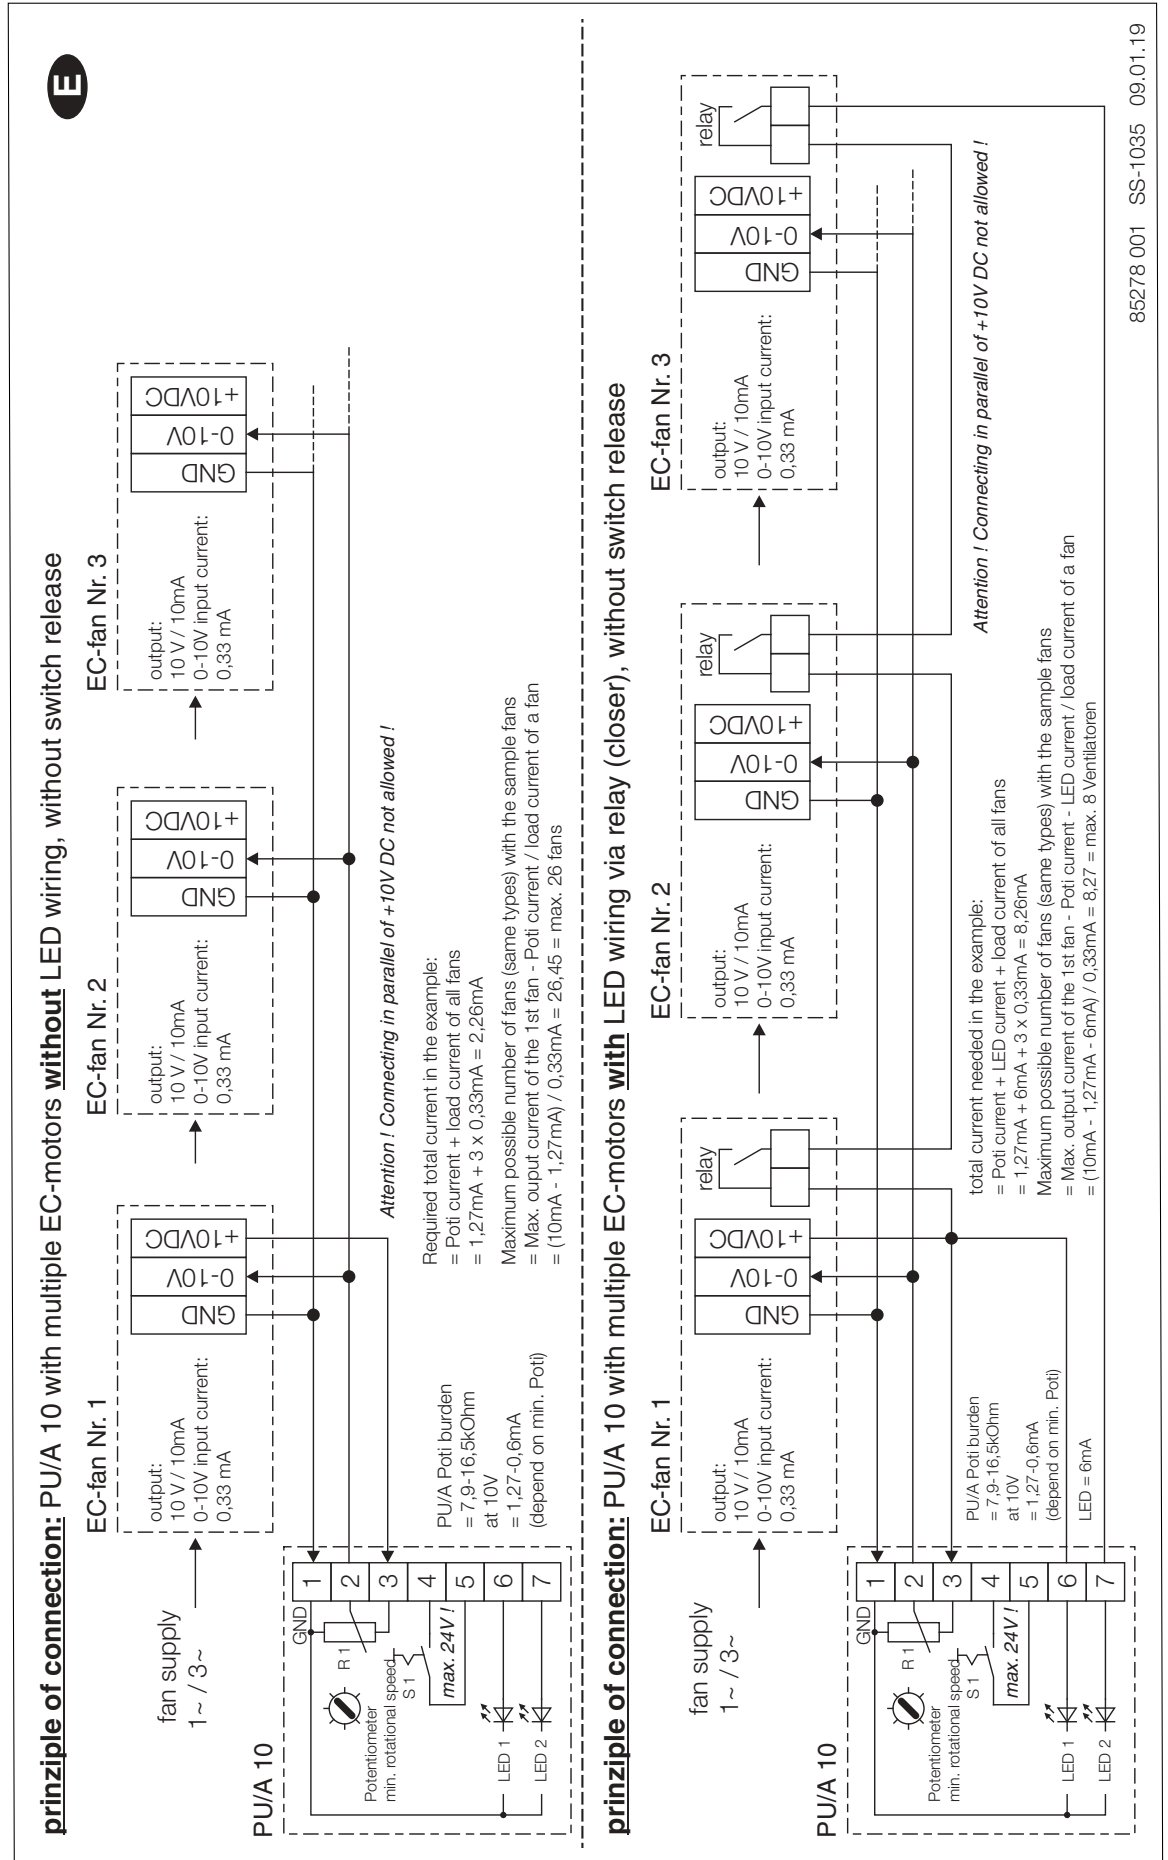 prinziple of connection: PU/A 10 with multiple EC-motors without LED wiring, without switch release
E
fan supply
1~ / 3~
EC-fan Nr. 1
output:
10 V / 10mA
0-10V input current:
0,33 mA
GND
0-10V
+10VDC
EC-fan Nr. 2
output:
10 V / 10mA
0-10V input current:
0,33 mA
GND
0-10V
+10VDC
EC-fan Nr. 3
output:
10 V / 10mA
0-10V input current:
0,33 mA
GND
0-10V
+10VDC
PU/A 10
GND
R 1
Potentiometer
min. rotational speed
S 1
max. 24V !
LED 1
LED 2
1
2
3
4
5
6
7
PU/A Poti burden
= 7,9-16,5kOhm
at 10V
= 1,27-0,6mA
(depend on min. Poti)
Attention ! Connecting in parallel of +10V DC not allowed !
Required total current in the example:
= Poti current + load current of all fans
= 1,27mA + 3 x 0,33mA = 2,26mA
Maximum possible number of fans (same types) with the sample fans
= Max. ouput current of the 1st fan - Poti current / load current of a fan
= (10mA - 1,27mA) / 0,33mA = 26,45 = max. 26 fans
prinziple of connection: PU/A 10 with multiple EC-motors with LED wiring via relay (closer), without switch release
fan supply
1~ / 3~
EC-fan Nr. 1
output:
10 V / 10mA
0-10V input current:
0,33 mA
GND
0-10V
+10VDC
relay
EC-fan Nr. 2
output:
10 V / 10mA
0-10V input current:
0,33 mA
GND
0-10V
+10VDC
relay
EC-fan Nr. 3
output:
10 V / 10mA
0-10V input current:
0,33 mA
GND
0-10V
+10VDC
relay
PU/A 10
GND
R 1
Potentiometer
min. rotational speed
S 1
max. 24V !
LED 1
LED 2
1
2
3
4
5
6
7
PU/A Poti burden
= 7,9-16,5kOhm
at 10V
= 1,27-0,6mA
(depend on min. Poti)
LED = 6mA
Attention ! Connecting in parallel of +10V DC not allowed !
total current needed in the example:
= Poti current + LED current + load current of all fans
= 1,27mA + 6mA + 3 x 0,33mA = 8,26mA
Maximum possible number of fans (same types) with the sample fans
= Max. output current of the 1st fan - Poti current - LED current / load current of a fan
= (10mA - 1,27mA - 6mA) / 0,33mA = 8,27 = max. 8 Ventilatoren
85278 001 SS-1035 09.01.19